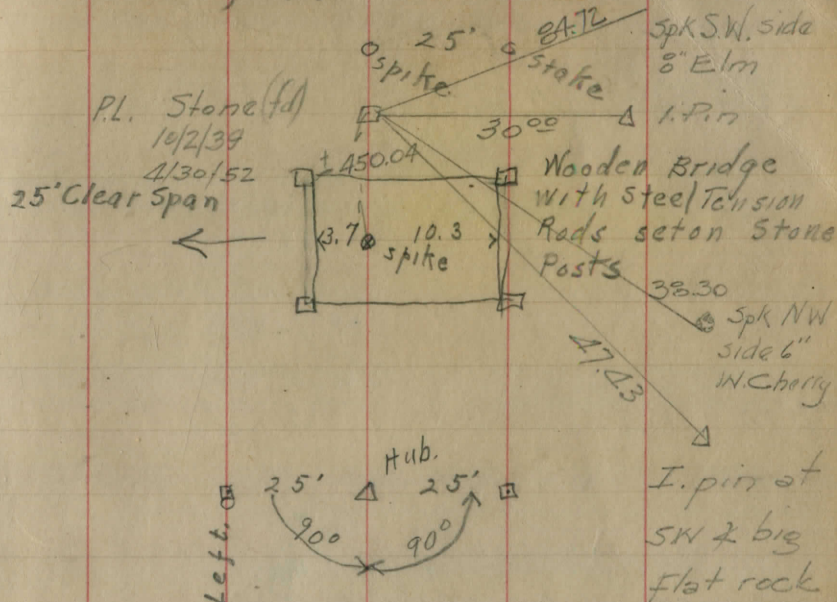 84.72
Spk S.W. side
25'
8" Elm
spike
Stake
P.L. Stone (fd)
30⁰⁰
I. Pin
10/2/39
± 450.04
4/30/52
Wooden Bridge
25' Clear Span
with Steel Tension
3.7
10.3
Rods set on Stone
spike
Posts
38.30
Spk NW
side 6"
W. Cherry
47.43
Hub.
25'
25'
I. pin at
90°
90°
SW
big
Left.
Flat rock